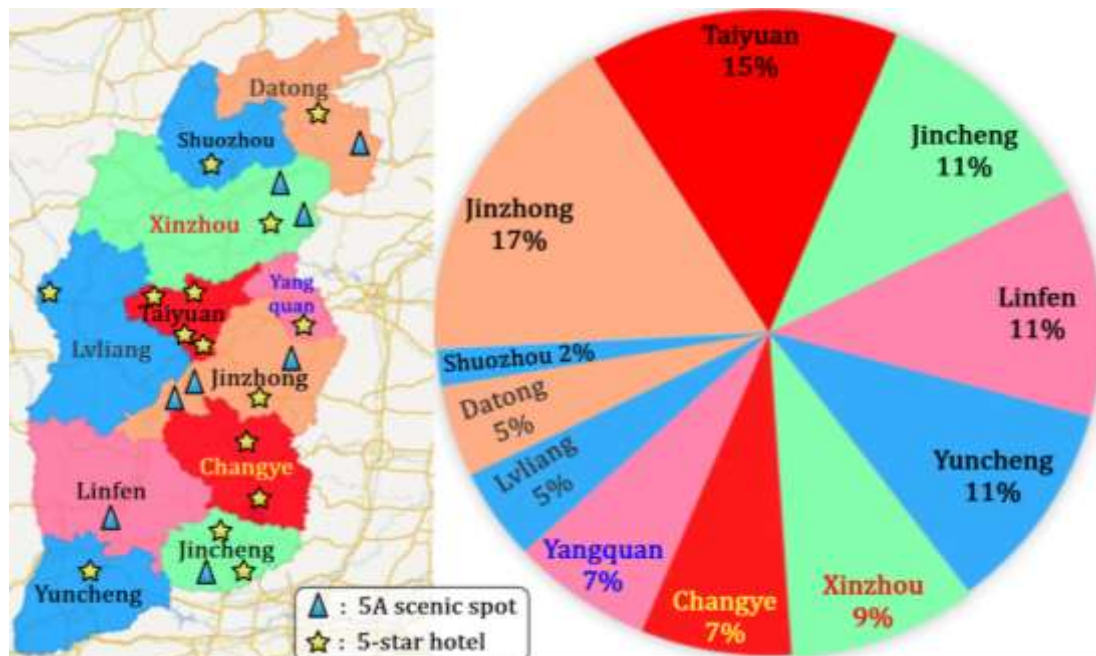 Datong
Shuozhou
Xinzhou
Yang
quan
Taiyuan
Lvliang
Jinzhong
Changye
Linfen
Jincheng
Yuncheng
: 5A scenic spot
: 5-star hotel
Taiyuan
15%
Jincheng
11%
Jinzhong
17%
Linfen
11%
Shuozhou 2%
Datong
5%
Lvliang
5%
Yuncheng
11%
Yangquan
7%
Changye
7%
Xinzhou
9%